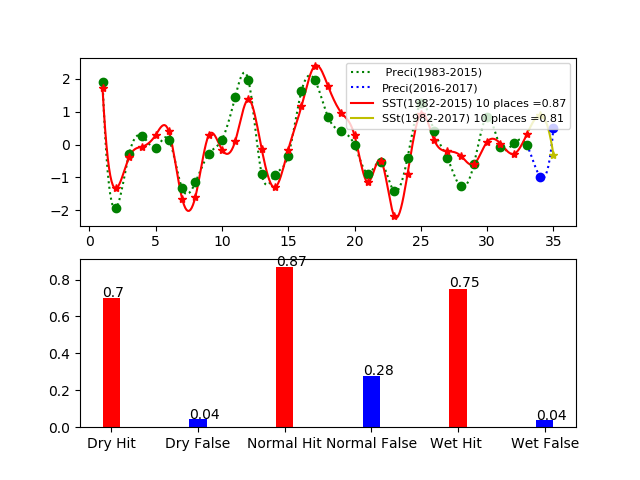 2
1
0
−1
−2
Preci(1983-2015)
Preci(2016-2017)
SST(1982-2015) 10 places =0.87
SSt(1982-2017) 10 places =0.81
0 5 10 15 20 25 30 35
0.8
0.6
0.4
0.2
0.0
0.7
0.04
0.87
0.28
0.75
0.04
Dry Hit Dry False Normal Hit Normal False Wet Hit Wet False